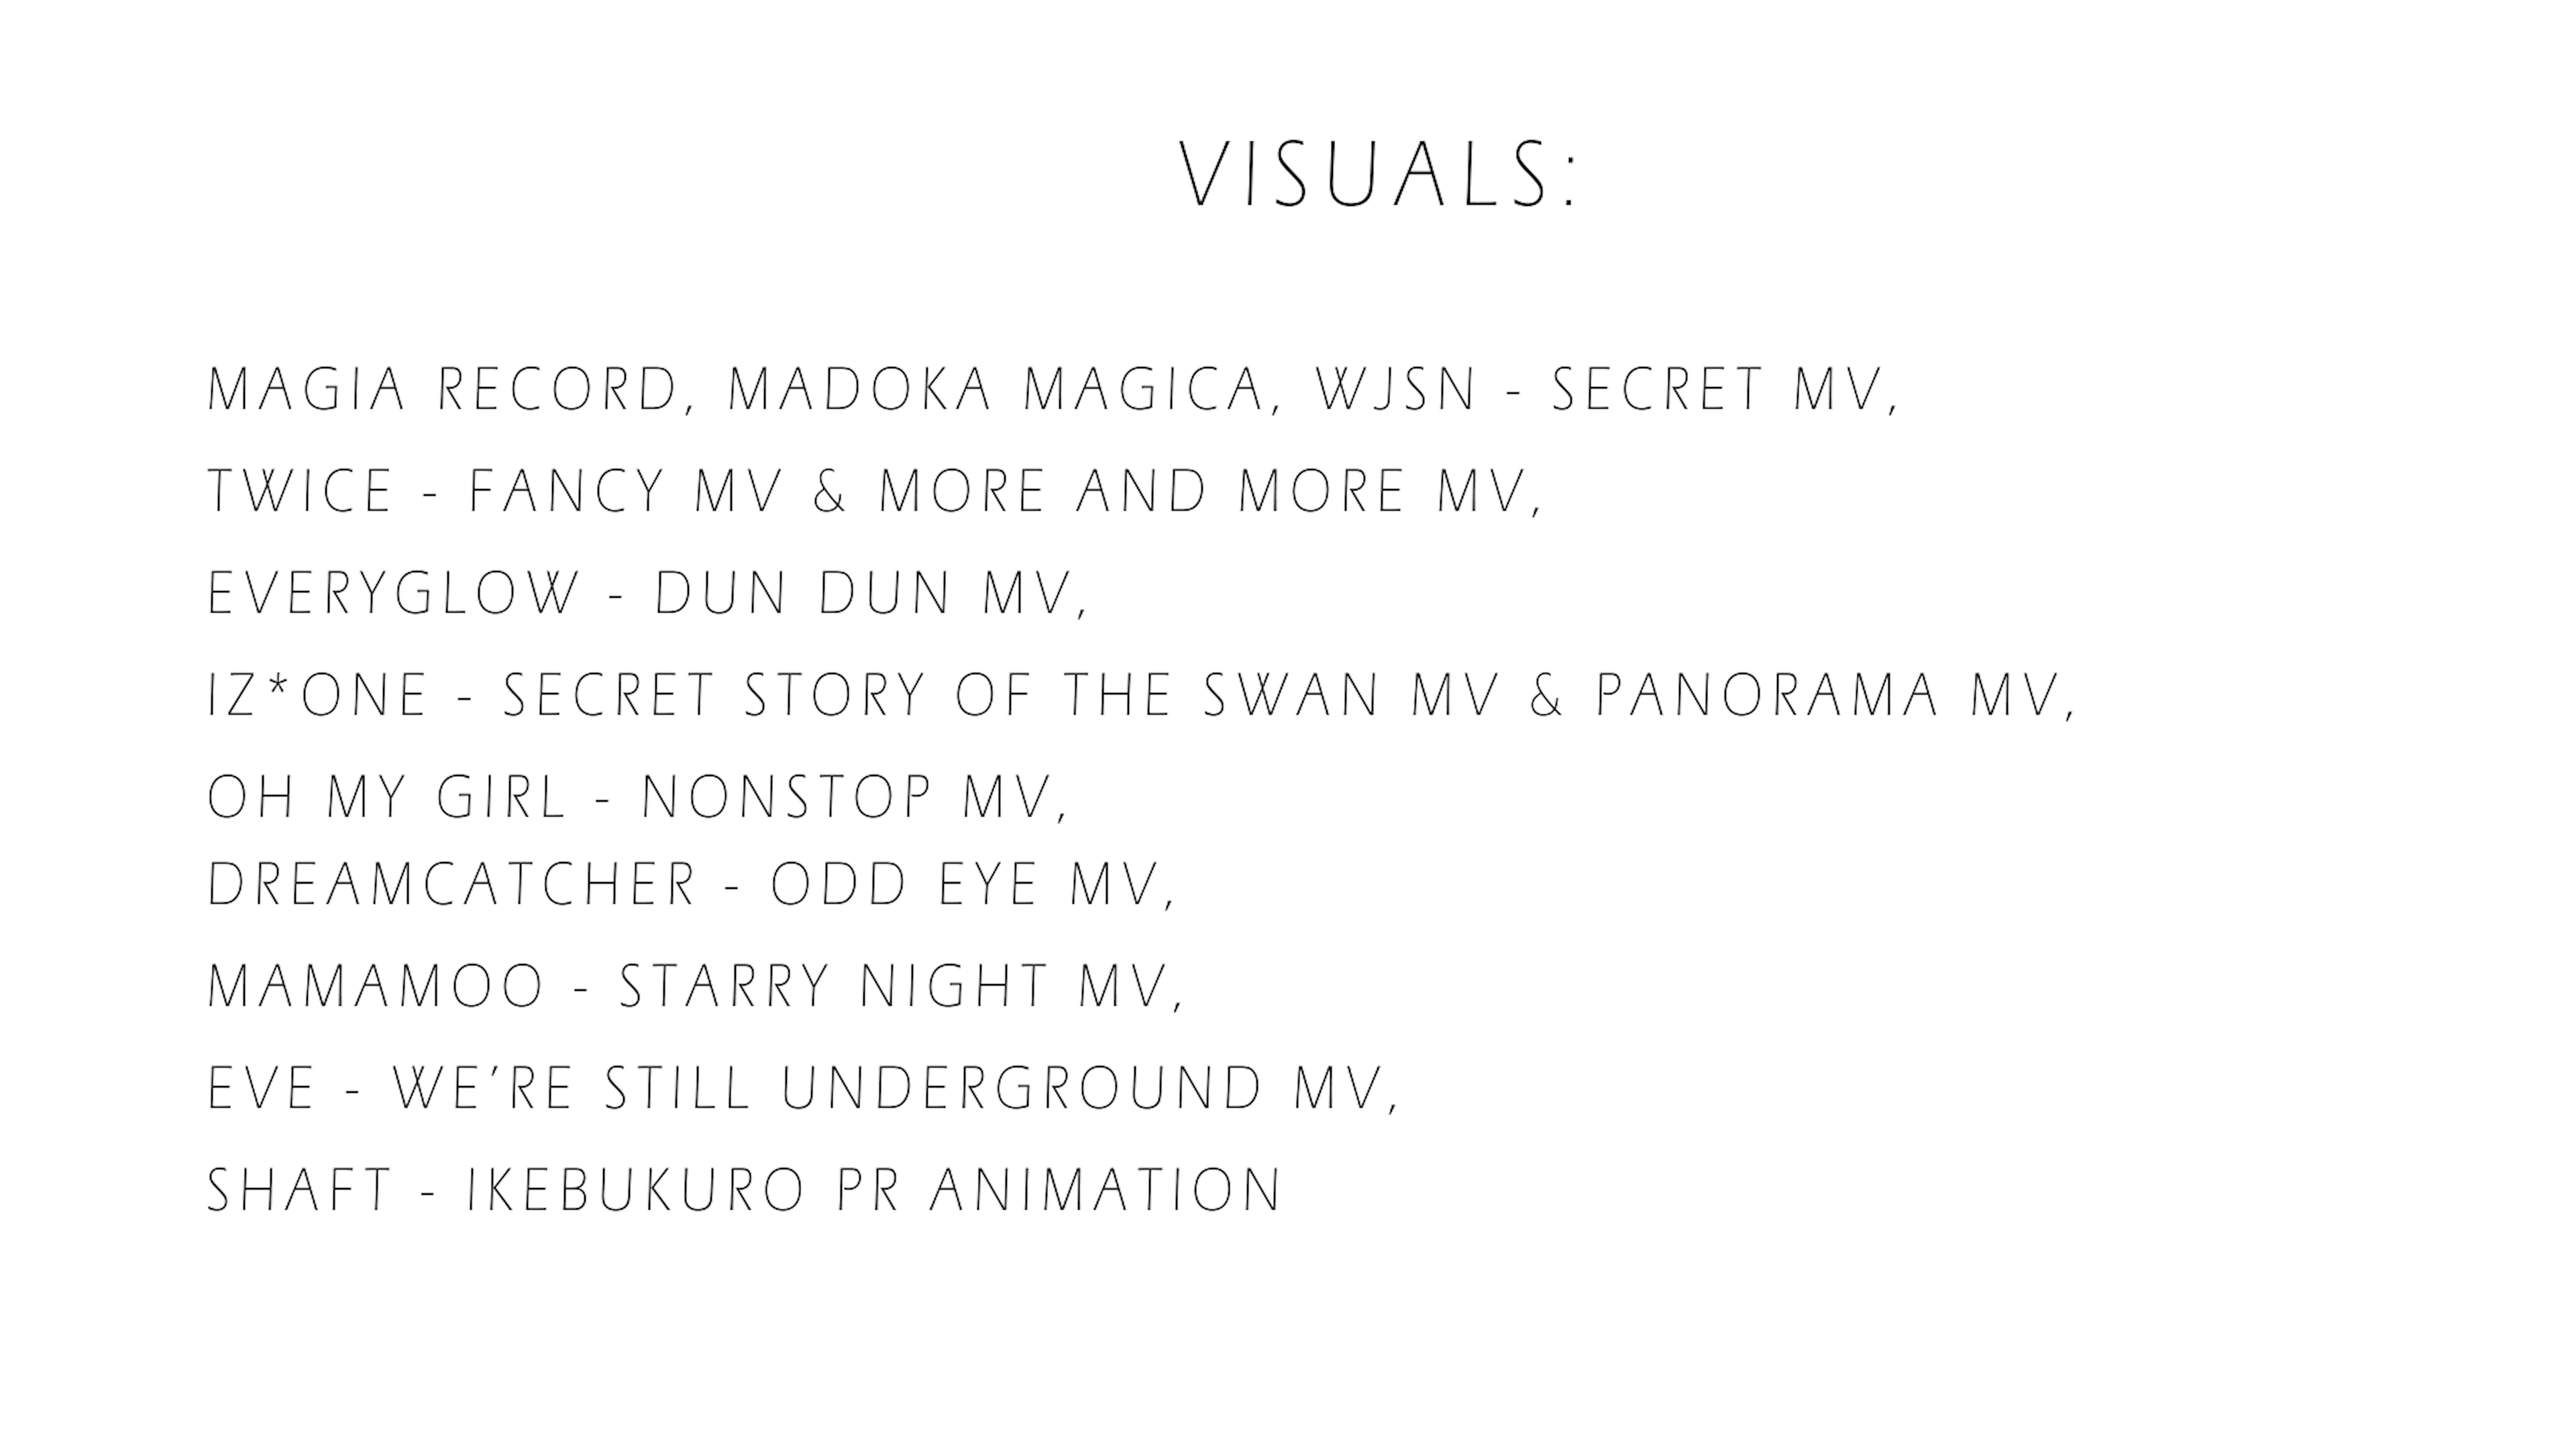 VISUALS:
MAGIA RECORD, MADOKA MAGICA, WJSN - SECRET MV,
TWICE - FANCY MV & MORE AND MORE MV,
EVERYGLOW - DUN DUN MV,
IZ*ONE - SECRET STORY OF THE SWAN MV & PANORAMA MV,
OH MY GIRL - NONSTOP MV,
DREAMCATCHER - ODD EYE MV,
MAMAMOO - STARRY NIGHT MV,
EVE - WE’RE STILL UNDERGROUND MV,
SHAFT - IKEBUKURO PR ANIMATION